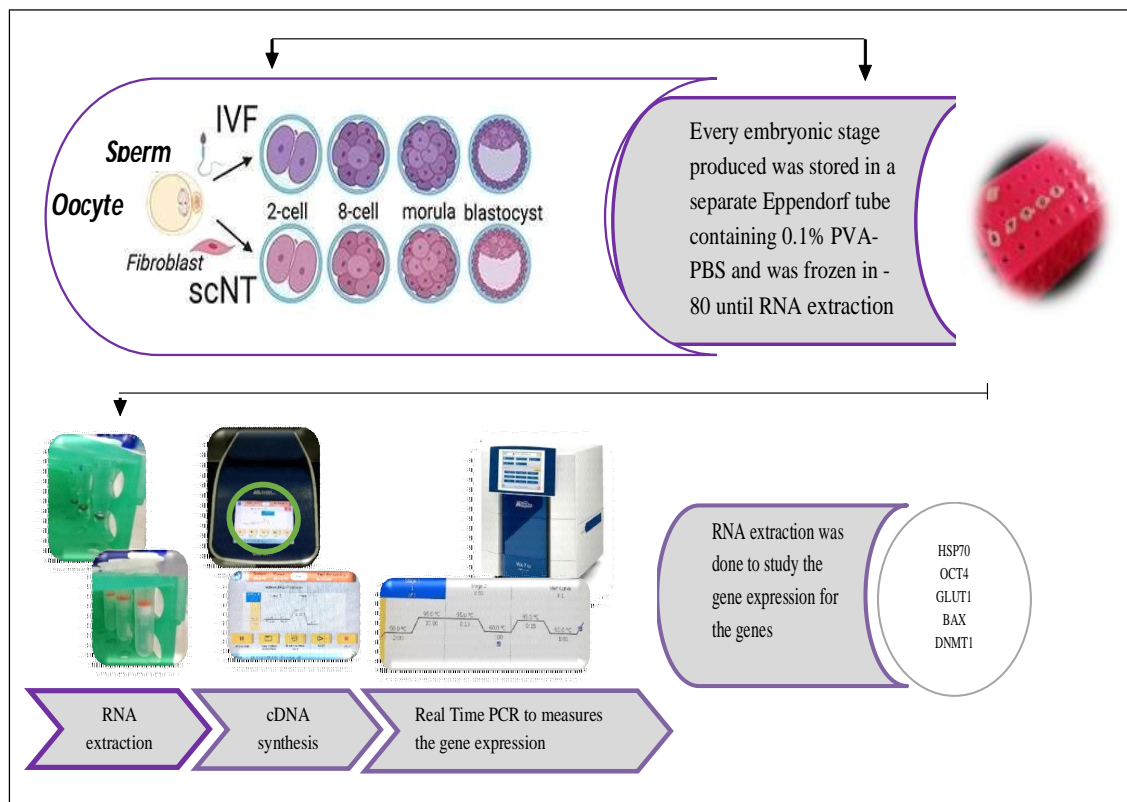 IVF
Sperm
Oocyte
2-cell 8-cell morula blastocyst
Fibroblast
scNT
Every embryonic stage
produced was stored in a
separate Eppendorf tube
containing 0.1% PVA-
PBS and was frozen in -
80 until RNA extraction
RNA extraction was
done to study the
gene expression for
the genes
HSP70
OCT4
GLUT1
BAX
DNMT1
RNA
extraction
cDNA
synthesis
Real Time PCR to measures
the gene expression